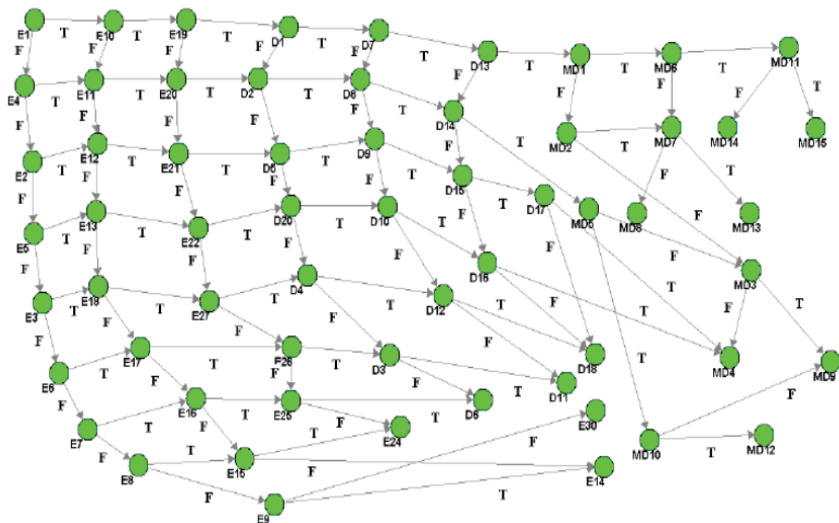 E1 T E10 T E19 T D1 T D7 T D13 T MD1 T MD6 T MD11
F F F F F F F F F T
E4 T E11 T E20 T D2 T D8 T D14 T MD2 T MD7 MD14 MD15
F F F F F F F T
E2 T E12 T E21 T D5 T D9 T D15 T D17 MD5 MD8 MD13
F F F F F F F F
E5 T E13 T E22 T D20 T D10 T D16 F T MD3
F F F F F F F T
E3 T E18 T E27 T D4 T D12 T D18 MD4 MD9
F F F F F T F
E6 T E17 T E26 T D3 T D11
F F F F
E7 T E16 T E25 T D6 E30
F F F E24 F MD10 T MD12
E8 T E15 F E14
F E9 T